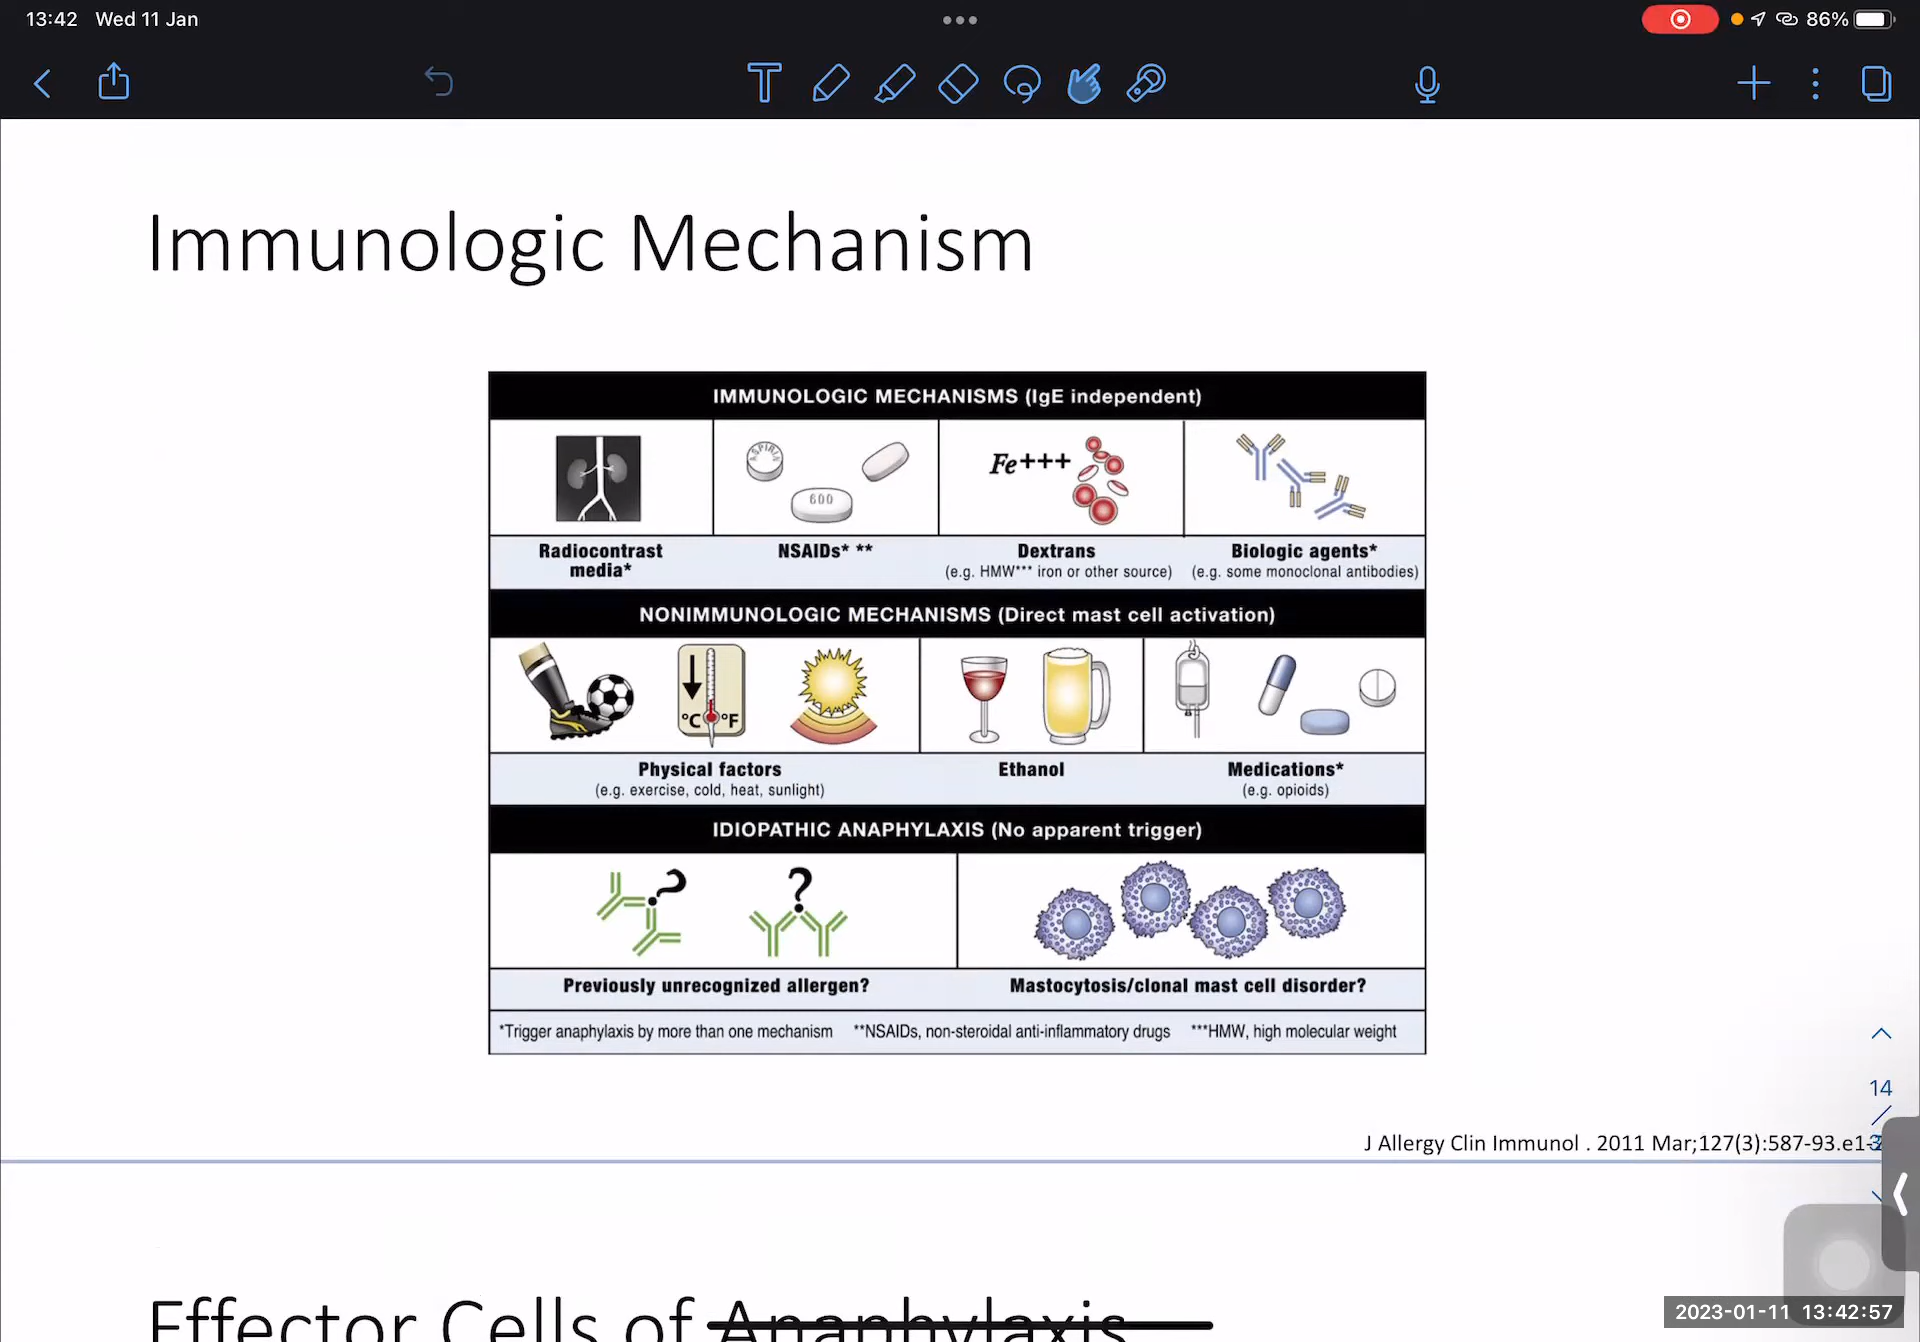 13:42 Wed 11 Jan
86%
Immunologic Mechanism
IMMUNOLOGIC MECHANISMS (IgE independent)
ASPIRIN
600
Fe+++
Radiocontrast media*
NSAIDs* **
Dextrans
(e.g. HMW*** iron or other source)
Biologic agents*
(e.g. some monoclonal antibodies)
NONIMMUNOLOGIC MECHANISMS (Direct mast cell activation)
°C °F
Physical factors
(e.g. exercise, cold, heat, sunlight)
Ethanol
Medications*
(e.g. opioids)
IDIOPATHIC ANAPHYLAXIS (No apparent trigger)
? ?
Previously unrecognized allergen?
Mastocytosis/clonal mast cell disorder?
*Trigger anaphylaxis by more than one mechanism **NSAIDs, non-steroidal anti-inflammatory drugs ***HMW, high molecular weight
14
/
J Allergy Clin Immunol . 2011 Mar;127(3):587-93.
Effector Cells of Anaphylaxis
2023-01-11 13:42:57